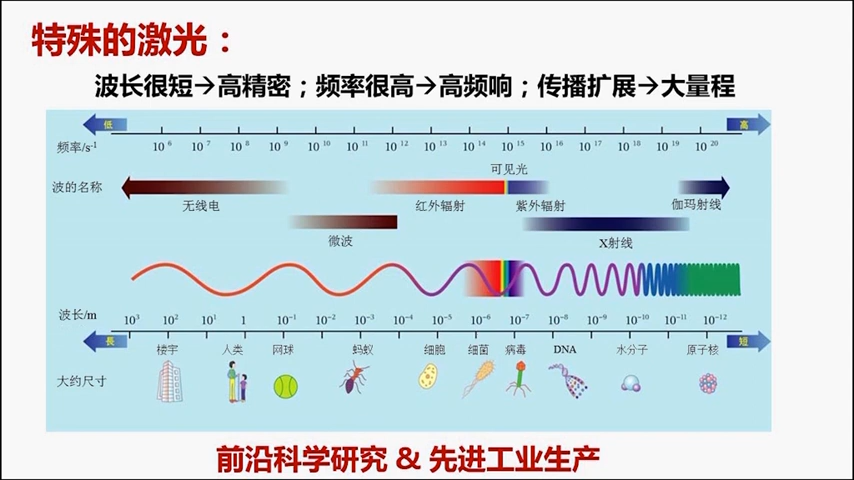 特殊的激光：
波长很短→高精密；频率很高→高频响；传播扩展→大量程
低 高
频率/s⁻¹ 10⁶ 10⁷ 10⁸ 10⁹ 10¹⁰ 10¹¹ 10¹² 10¹³ 10¹⁴ 10¹⁵ 10¹⁶ 10¹⁷ 10¹⁸ 10¹⁹ 10²⁰
可见光
波的名称
无线电 红外辐射 紫外辐射 伽玛射线
微波 X射线
波长/m 10³ 10² 10¹ 1 10⁻¹ 10⁻² 10⁻³ 10⁻⁴ 10⁻⁵ 10⁻⁶ 10⁻⁷ 10⁻⁸ 10⁻⁹ 10⁻¹⁰ 10⁻¹¹ 10⁻¹²
長 短
楼宇 人类 网球 蚂蚁 细胞 细菌 病毒 DNA 水分子 原子核
大约尺寸
前沿科学研究 & 先进工业生产